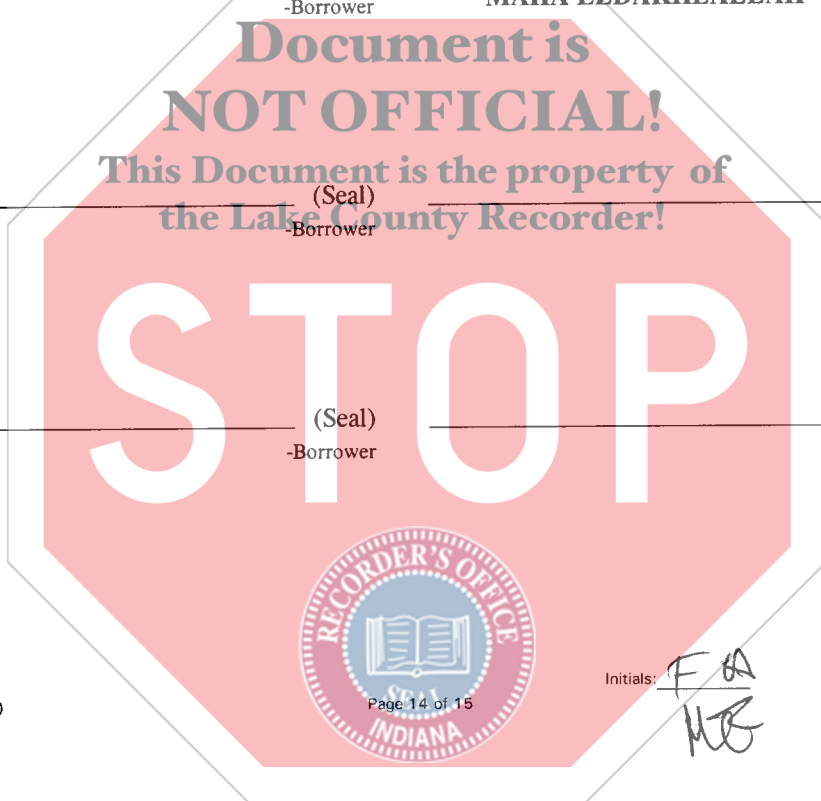 -Borrower
Document is
NOT OFFICIAL!
This Document is the property of
(Seal)
the Lake County Recorder!
-Borrower
STOP
(Seal)
-Borrower
RECORDER'S OFFICE
SEAL
INDIANA
Initials:
Page 14 of 15